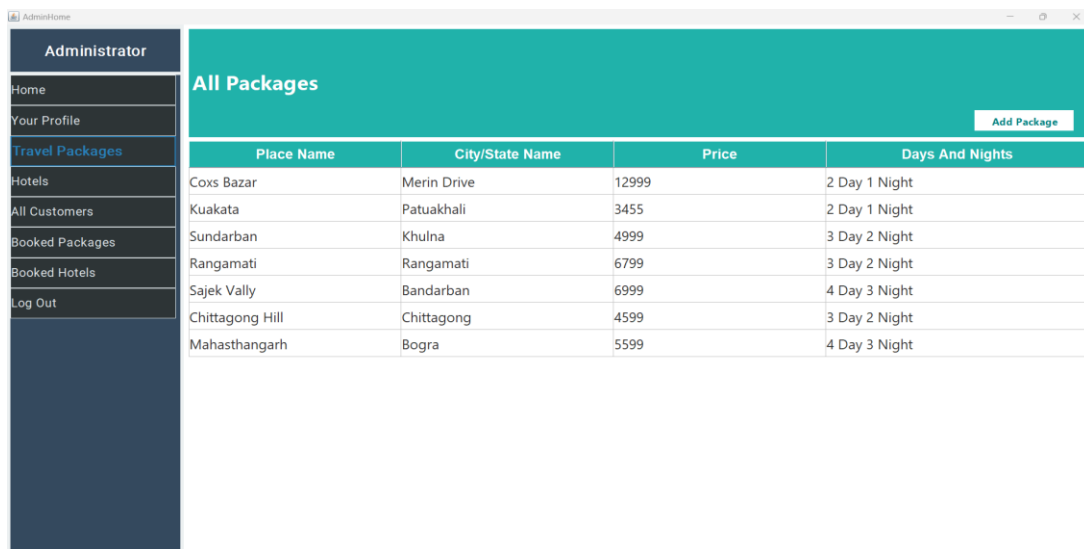 AdminHome
Administrator
Home
Your Profile
Travel Packages
Hotels
All Customers
Booked Packages
Booked Hotels
Log Out
All Packages
Add Package
Place Name City/State Name Price Days And Nights
Coxs Bazar Merin Drive 12999 2 Day 1 Night
Kuakata Patuakhali 3455 2 Day 1 Night
Sundarban Khulna 4999 3 Day 2 Night
Rangamati Rangamati 6799 3 Day 2 Night
Sajek Vally Bandarban 6999 4 Day 3 Night
Chittagong Hill Chittagong 4599 3 Day 2 Night
Mahasthangarh Bogra 5599 4 Day 3 Night